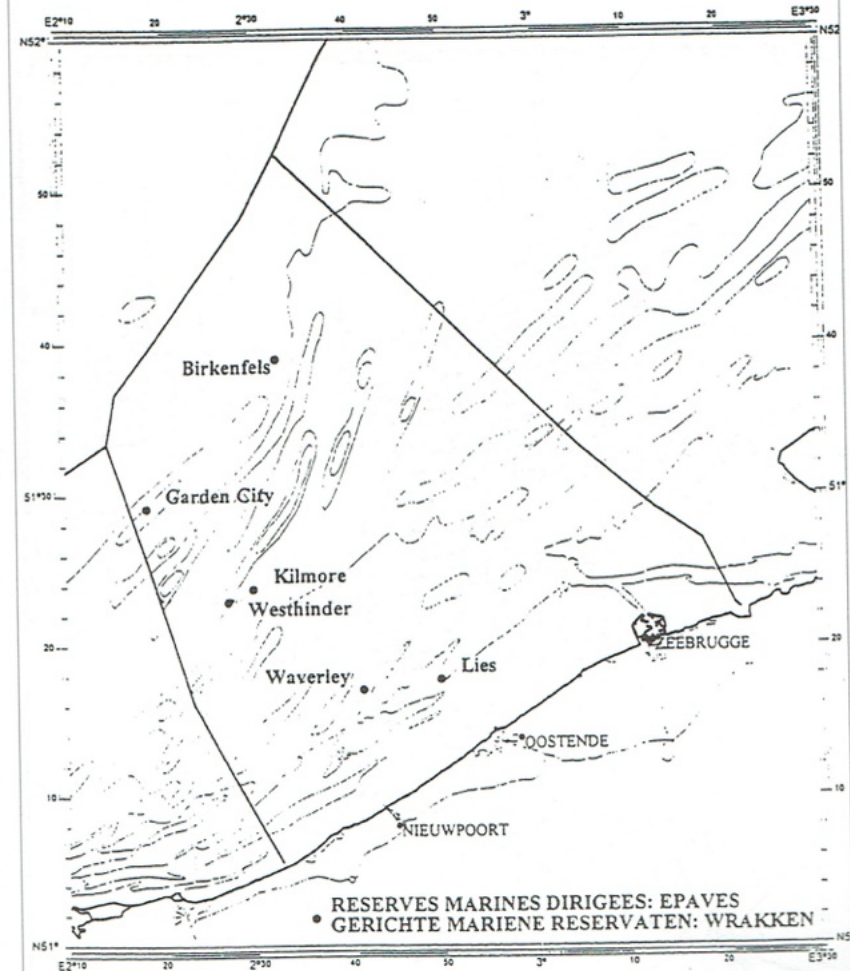 E2°10 20 2°30 40 50 3° 10 20 E3°30
N52° N52
50 50
40 40
Birkenfels
51°30 51°
Garden City
Kilmore
Westhinder
20 20
ZEEBRUGGE
Waverley Lies
OOSTENDE
10 10
NIEUWPOORT
RESERVES MARINES DIRIGEES: EPAVES
GERICHTE MARIENE RESERVATEN: WRAKKEN
N51° N5
E2°10 20 2°30 40 50 3° 10 20 E3°30